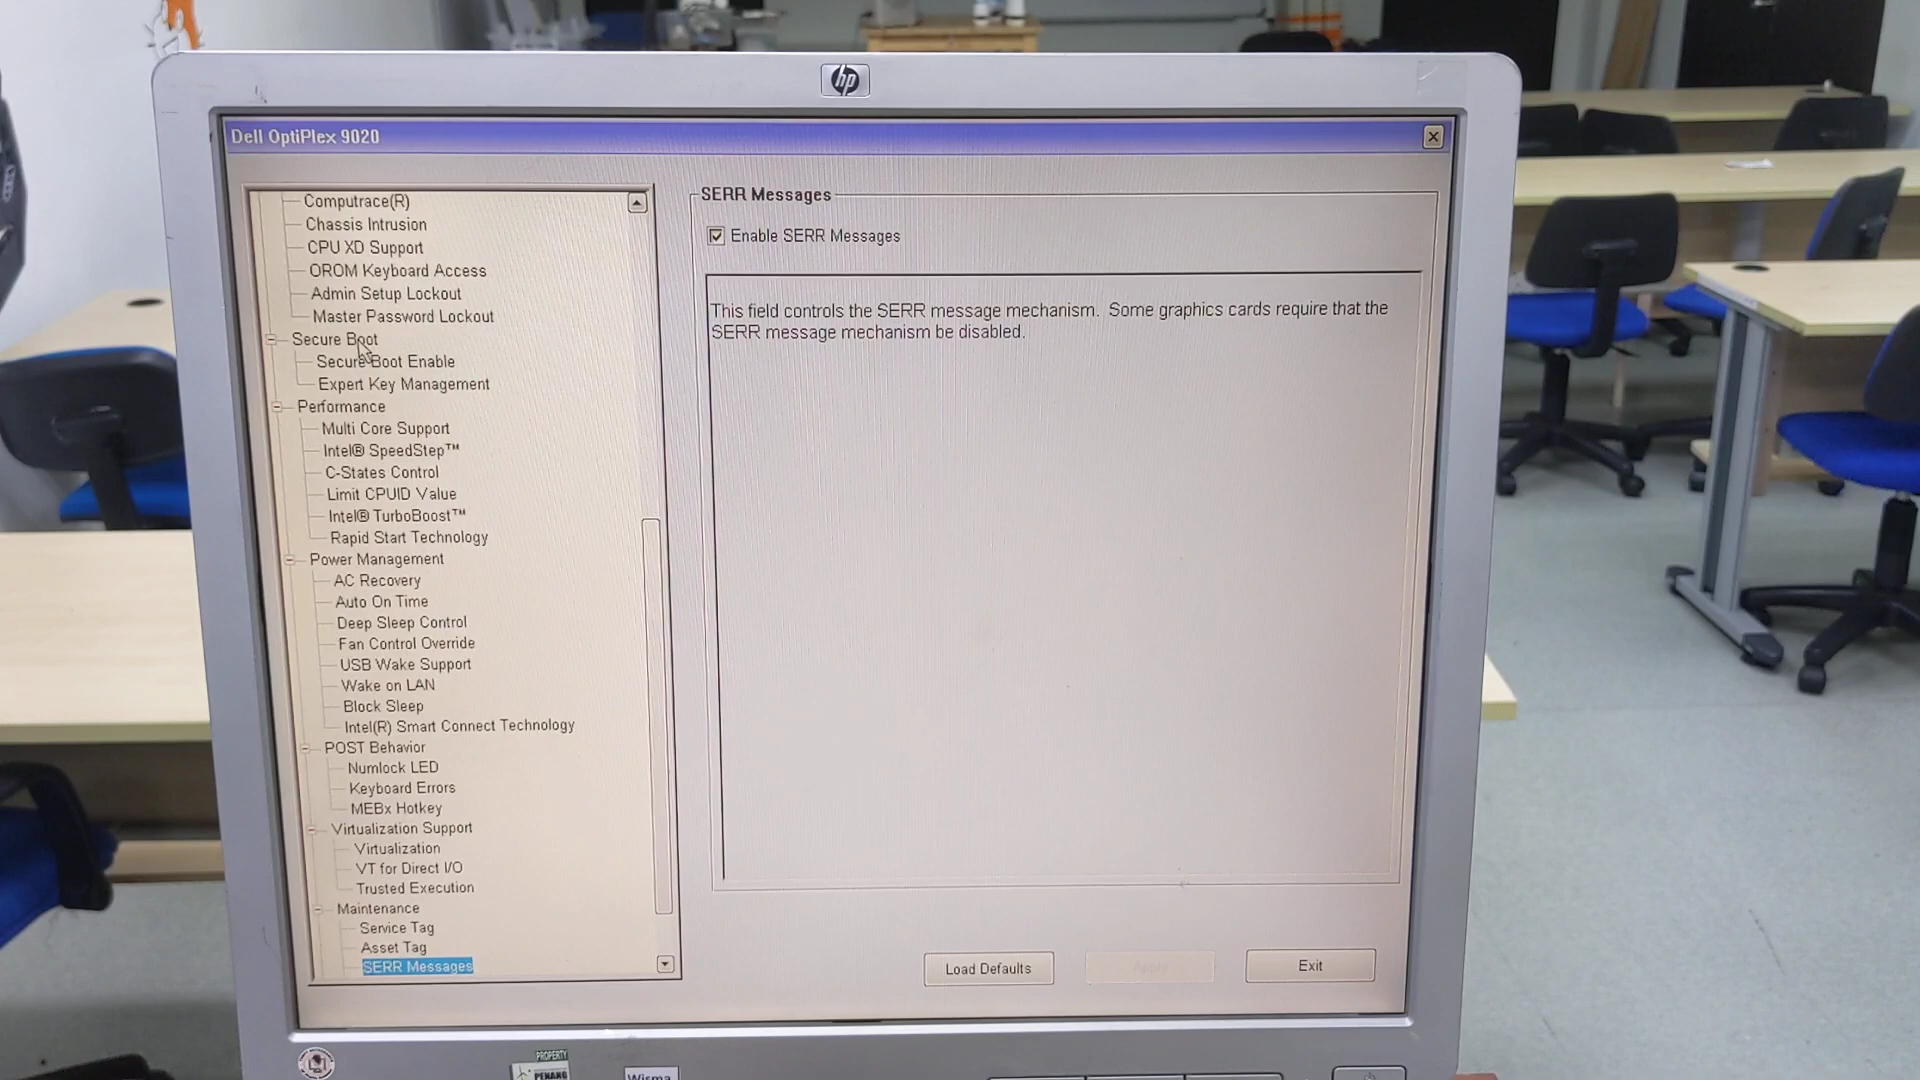 hp
Dell OptiPlex 9020
Computrace(R)
Chassis Intrusion
CPU XD Support
OROM Keyboard Access
Admin Setup Lockout
Master Password Lockout
Secure Boot
Secure Boot Enable
Expert Key Management
Performance
Multi Core Support
Intel® SpeedStep™
C-States Control
Limit CPUID Value
Intel® TurboBoost™
Rapid Start Technology
Power Management
AC Recovery
Auto On Time
Deep Sleep Control
Fan Control Override
USB Wake Support
Wake on LAN
Block Sleep
Intel(R) Smart Connect Technology
POST Behavior
Numlock LED
Keyboard Errors
MEBx Hotkey
Virtualization Support
Virtualization
VT for Direct I/O
Trusted Execution
Maintenance
Service Tag
Asset Tag
SERR Messages
SERR Messages
Enable SERR Messages
This field controls the SERR message mechanism. Some graphics cards require that the
SERR message mechanism be disabled.
Load Defaults
Apply
Exit
PROPERTY
PENANG
Wisma